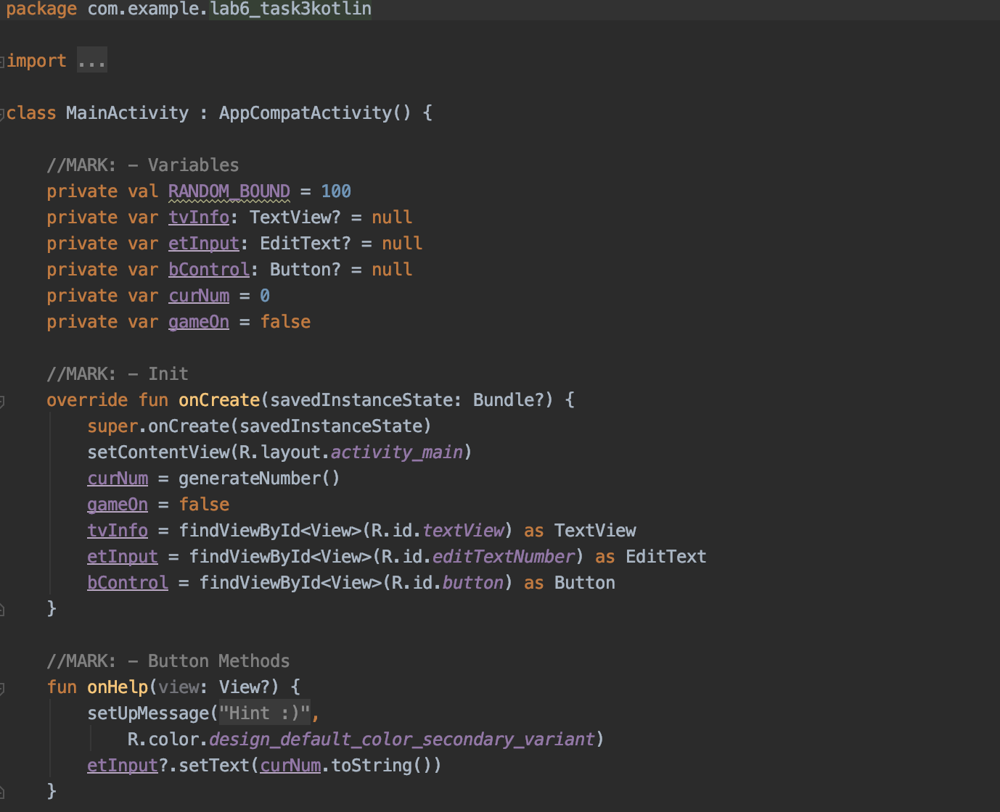 package com.example.lab6_task3kotlin
import ...
class MainActivity : AppCompatActivity() {
//MARK: - Variables
private val RANDOM_BOUND = 100
private var tvInfo: TextView? = null
private var etInput: EditText? = null
private var bControl: Button? = null
private var curNum = 0
private var gameOn = false
//MARK: - Init
override fun onCreate(savedInstanceState: Bundle?) {
super.onCreate(savedInstanceState)
setContentView(R.layout.activity_main)
curNum = generateNumber()
gameOn = false
tvInfo = findViewById<View>(R.id.textView) as TextView
etInput = findViewById<View>(R.id.editTextNumber) as EditText
bControl = findViewById<View>(R.id.button) as Button
}
//MARK: - Button Methods
fun onHelp(view: View?) {
setUpMessage("Hint :)",
R.color.design_default_color_secondary_variant)
etInput?.setText(curNum.toString())
}